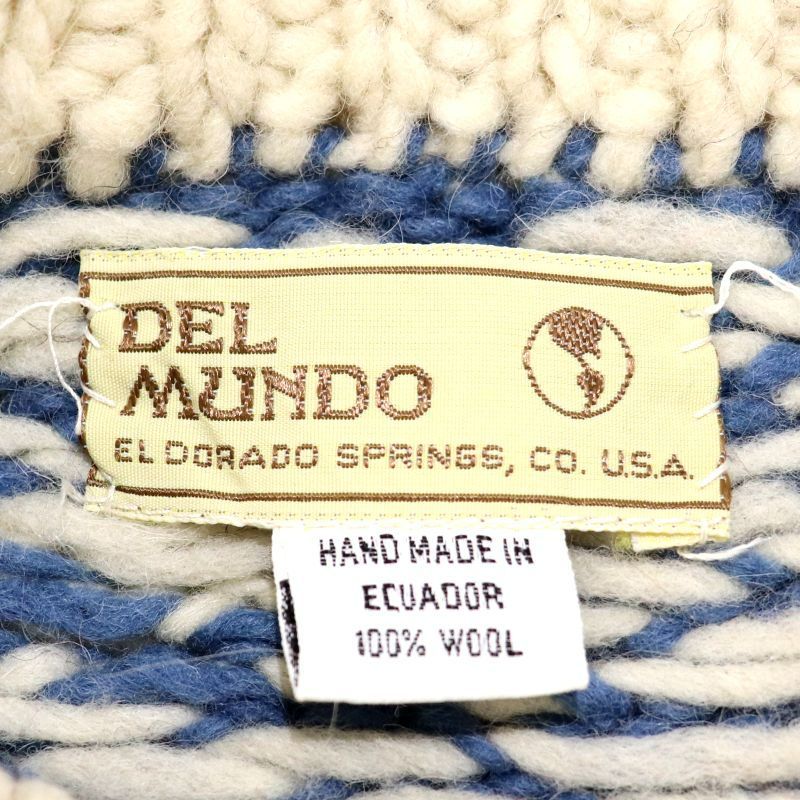 DEL
MUNDO
EL DORADO SPRINGS, CO. U.S.A.
HAND MADE IN
ECUADOR
100% WOOL